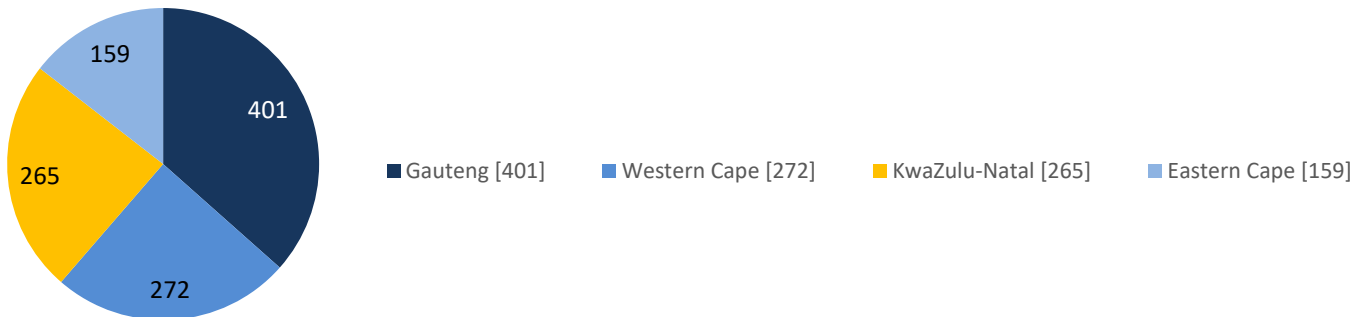 159
401
265
272
Gauteng [401] Western Cape [272] KwaZulu-Natal [265] Eastern Cape [159]